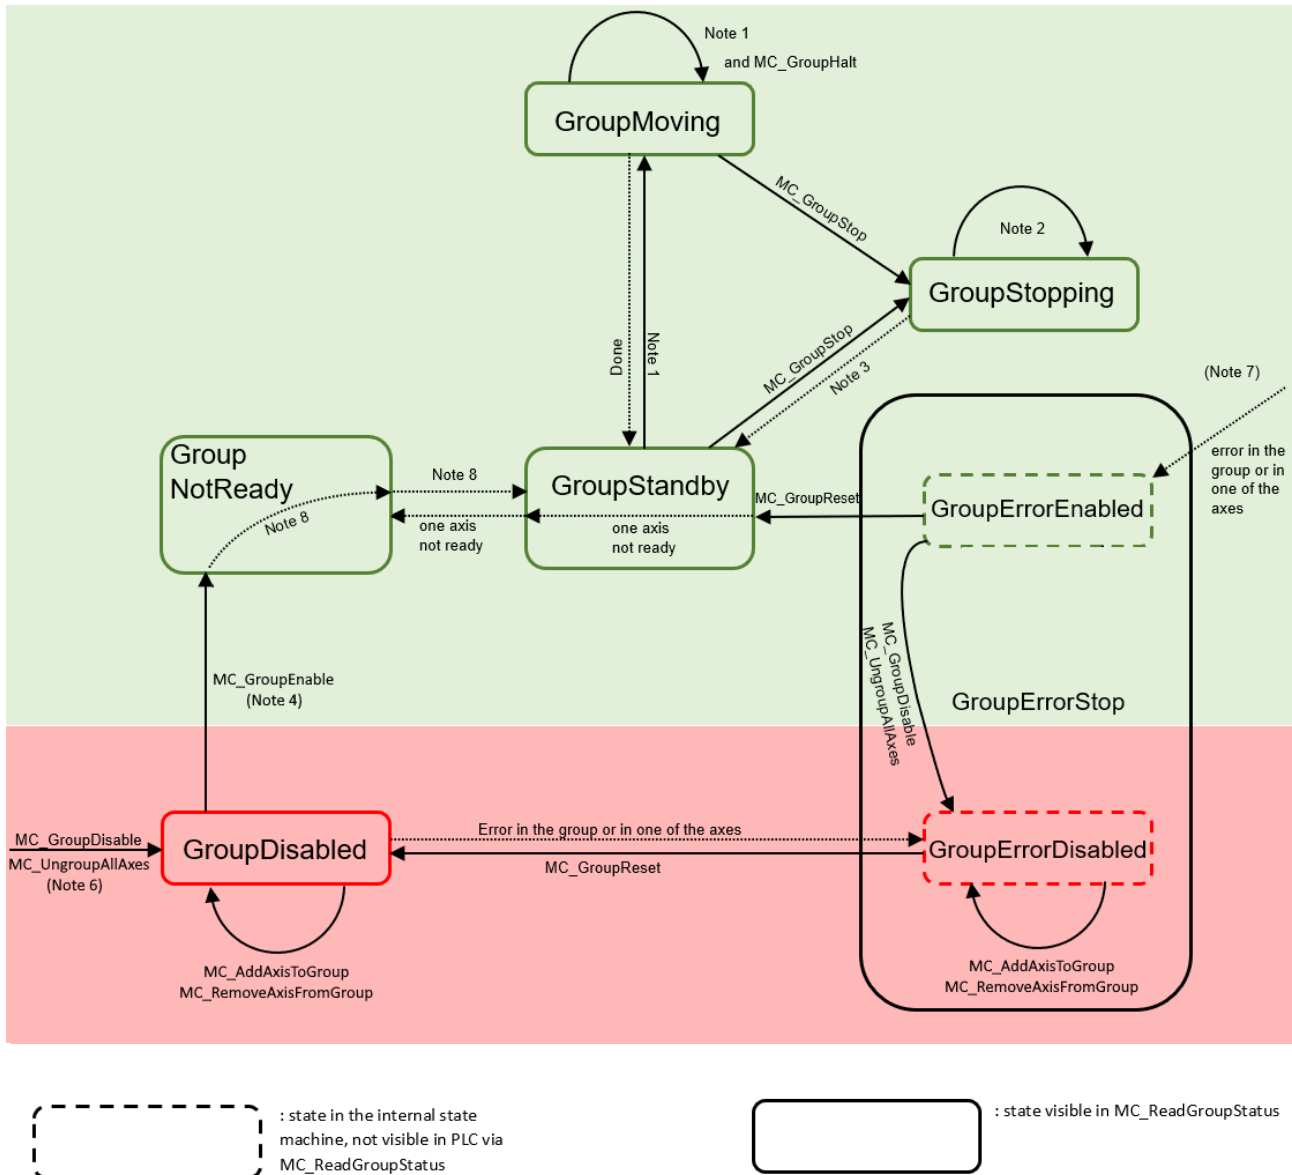 Note 1
and MC_GroupHalt
GroupMoving
MC_GroupStop
Note 2
GroupStopping
Done
Note 1
MC_GroupStop
Note 3
(Note 7)
error in the
group or in
one of the
axes
Group
NotReady
Note 8
Note 8
one axis
not ready
GroupStandby
one axis
not ready
MC_GroupReset
GroupErrorEnabled
MC_GroupDisable
MC_UngroupAllAxes
GroupErrorStop
MC_GroupEnable
(Note 4)
MC_GroupDisable
MC_UngroupAllAxes
(Note 6)
GroupDisabled
Error in the group or in one of the axes
MC_GroupReset
GroupErrorDisabled
MC_AddAxisToGroup
MC_RemoveAxisFromGroup
MC_AddAxisToGroup
MC_RemoveAxisFromGroup
: state in the internal state
machine, not visible in PLC via
MC_ReadGroupStatus
: state visible in MC_ReadGroupStatus